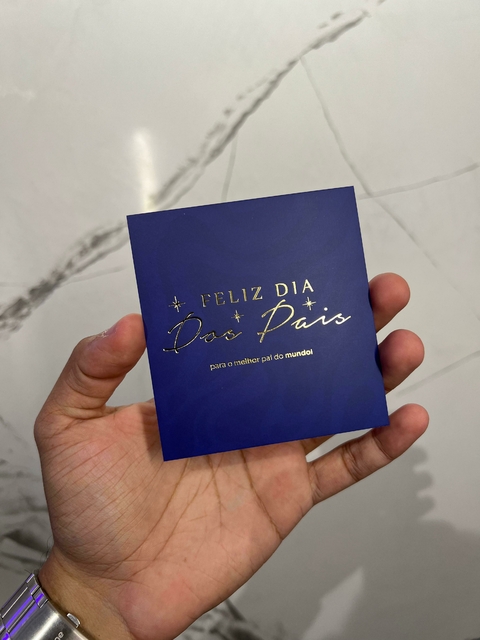 FELIZ DIA
Dos Pais
para o melhor pai do mundo!